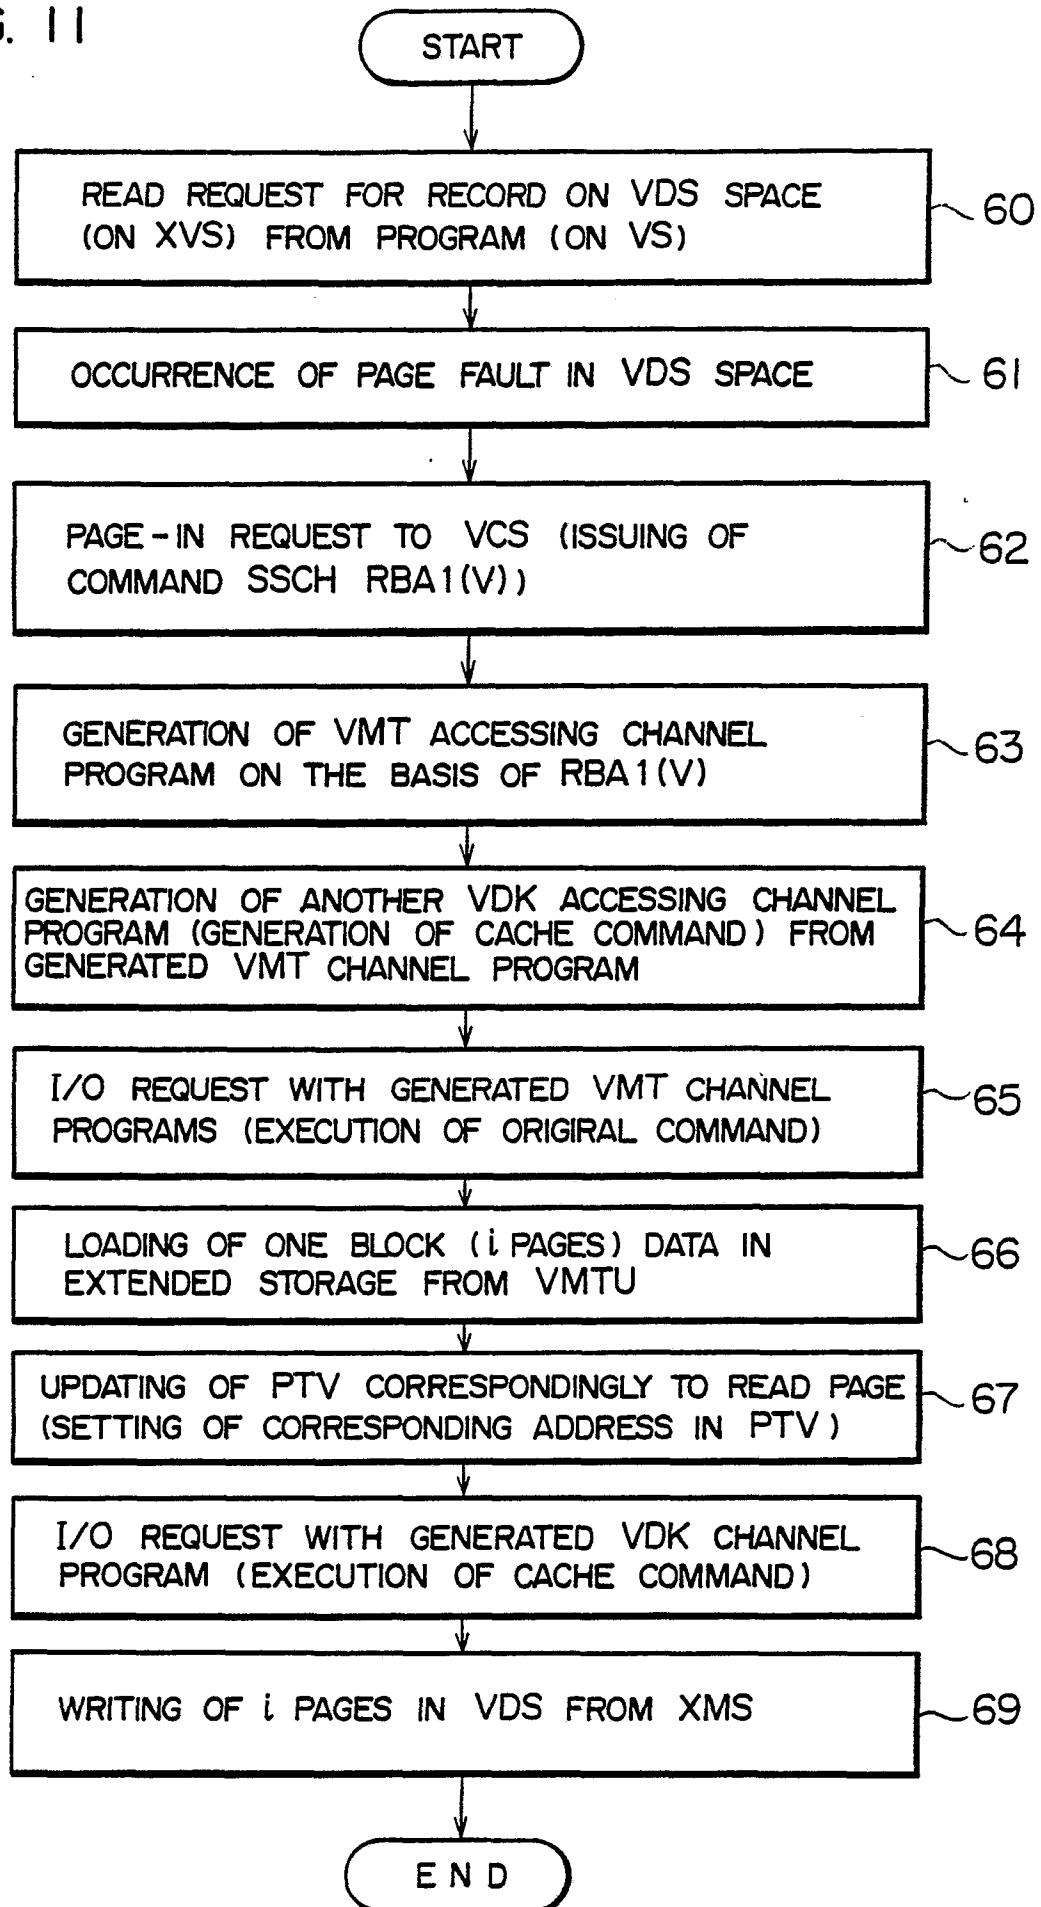 G. 11
START
READ REQUEST FOR RECORD ON VDS SPACE
(ON XVS) FROM PROGRAM (ON VS)
60
OCCURRENCE OF PAGE FAULT IN VDS SPACE
61
PAGE-IN REQUEST TO VCS (ISSUING OF
COMMAND SSCH RBA1(V))
62
GENERATION OF VMT ACCESSING CHANNEL
PROGRAM ON THE BASIS OF RBA1(V)
63
GENERATION OF ANOTHER VDK ACCESSING CHANNEL
PROGRAM (GENERATION OF CACHE COMMAND) FROM
GENERATED VMT CHANNEL PROGRAM
64
I/O REQUEST WITH GENERATED VMT CHANNEL
PROGRAMS (EXECUTION OF ORIGIRAL COMMAND)
65
LOADING OF ONE BLOCK (i PAGES) DATA IN
EXTENDED STORAGE FROM VMTU
66
UPDATING OF PTV CORRESPONDINGLY TO READ PAGE
(SETTING OF CORRESPONDING ADDRESS IN PTV)
67
I/O REQUEST WITH GENERATED VDK CHANNEL
PROGRAM (EXECUTION OF CACHE COMMAND)
68
WRITING OF i PAGES IN VDS FROM XMS
69
END